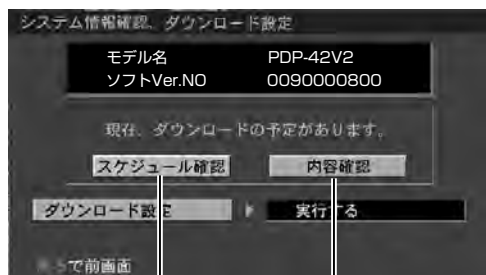 システム情報確認、ダウンロード設定
モデル名 PDP-42V2
ソフトVer.NO 0090000800
現在、ダウンロードの予定があります。
スケジュール確認 内容確認
ダウンロード設定 実行する
で前画面